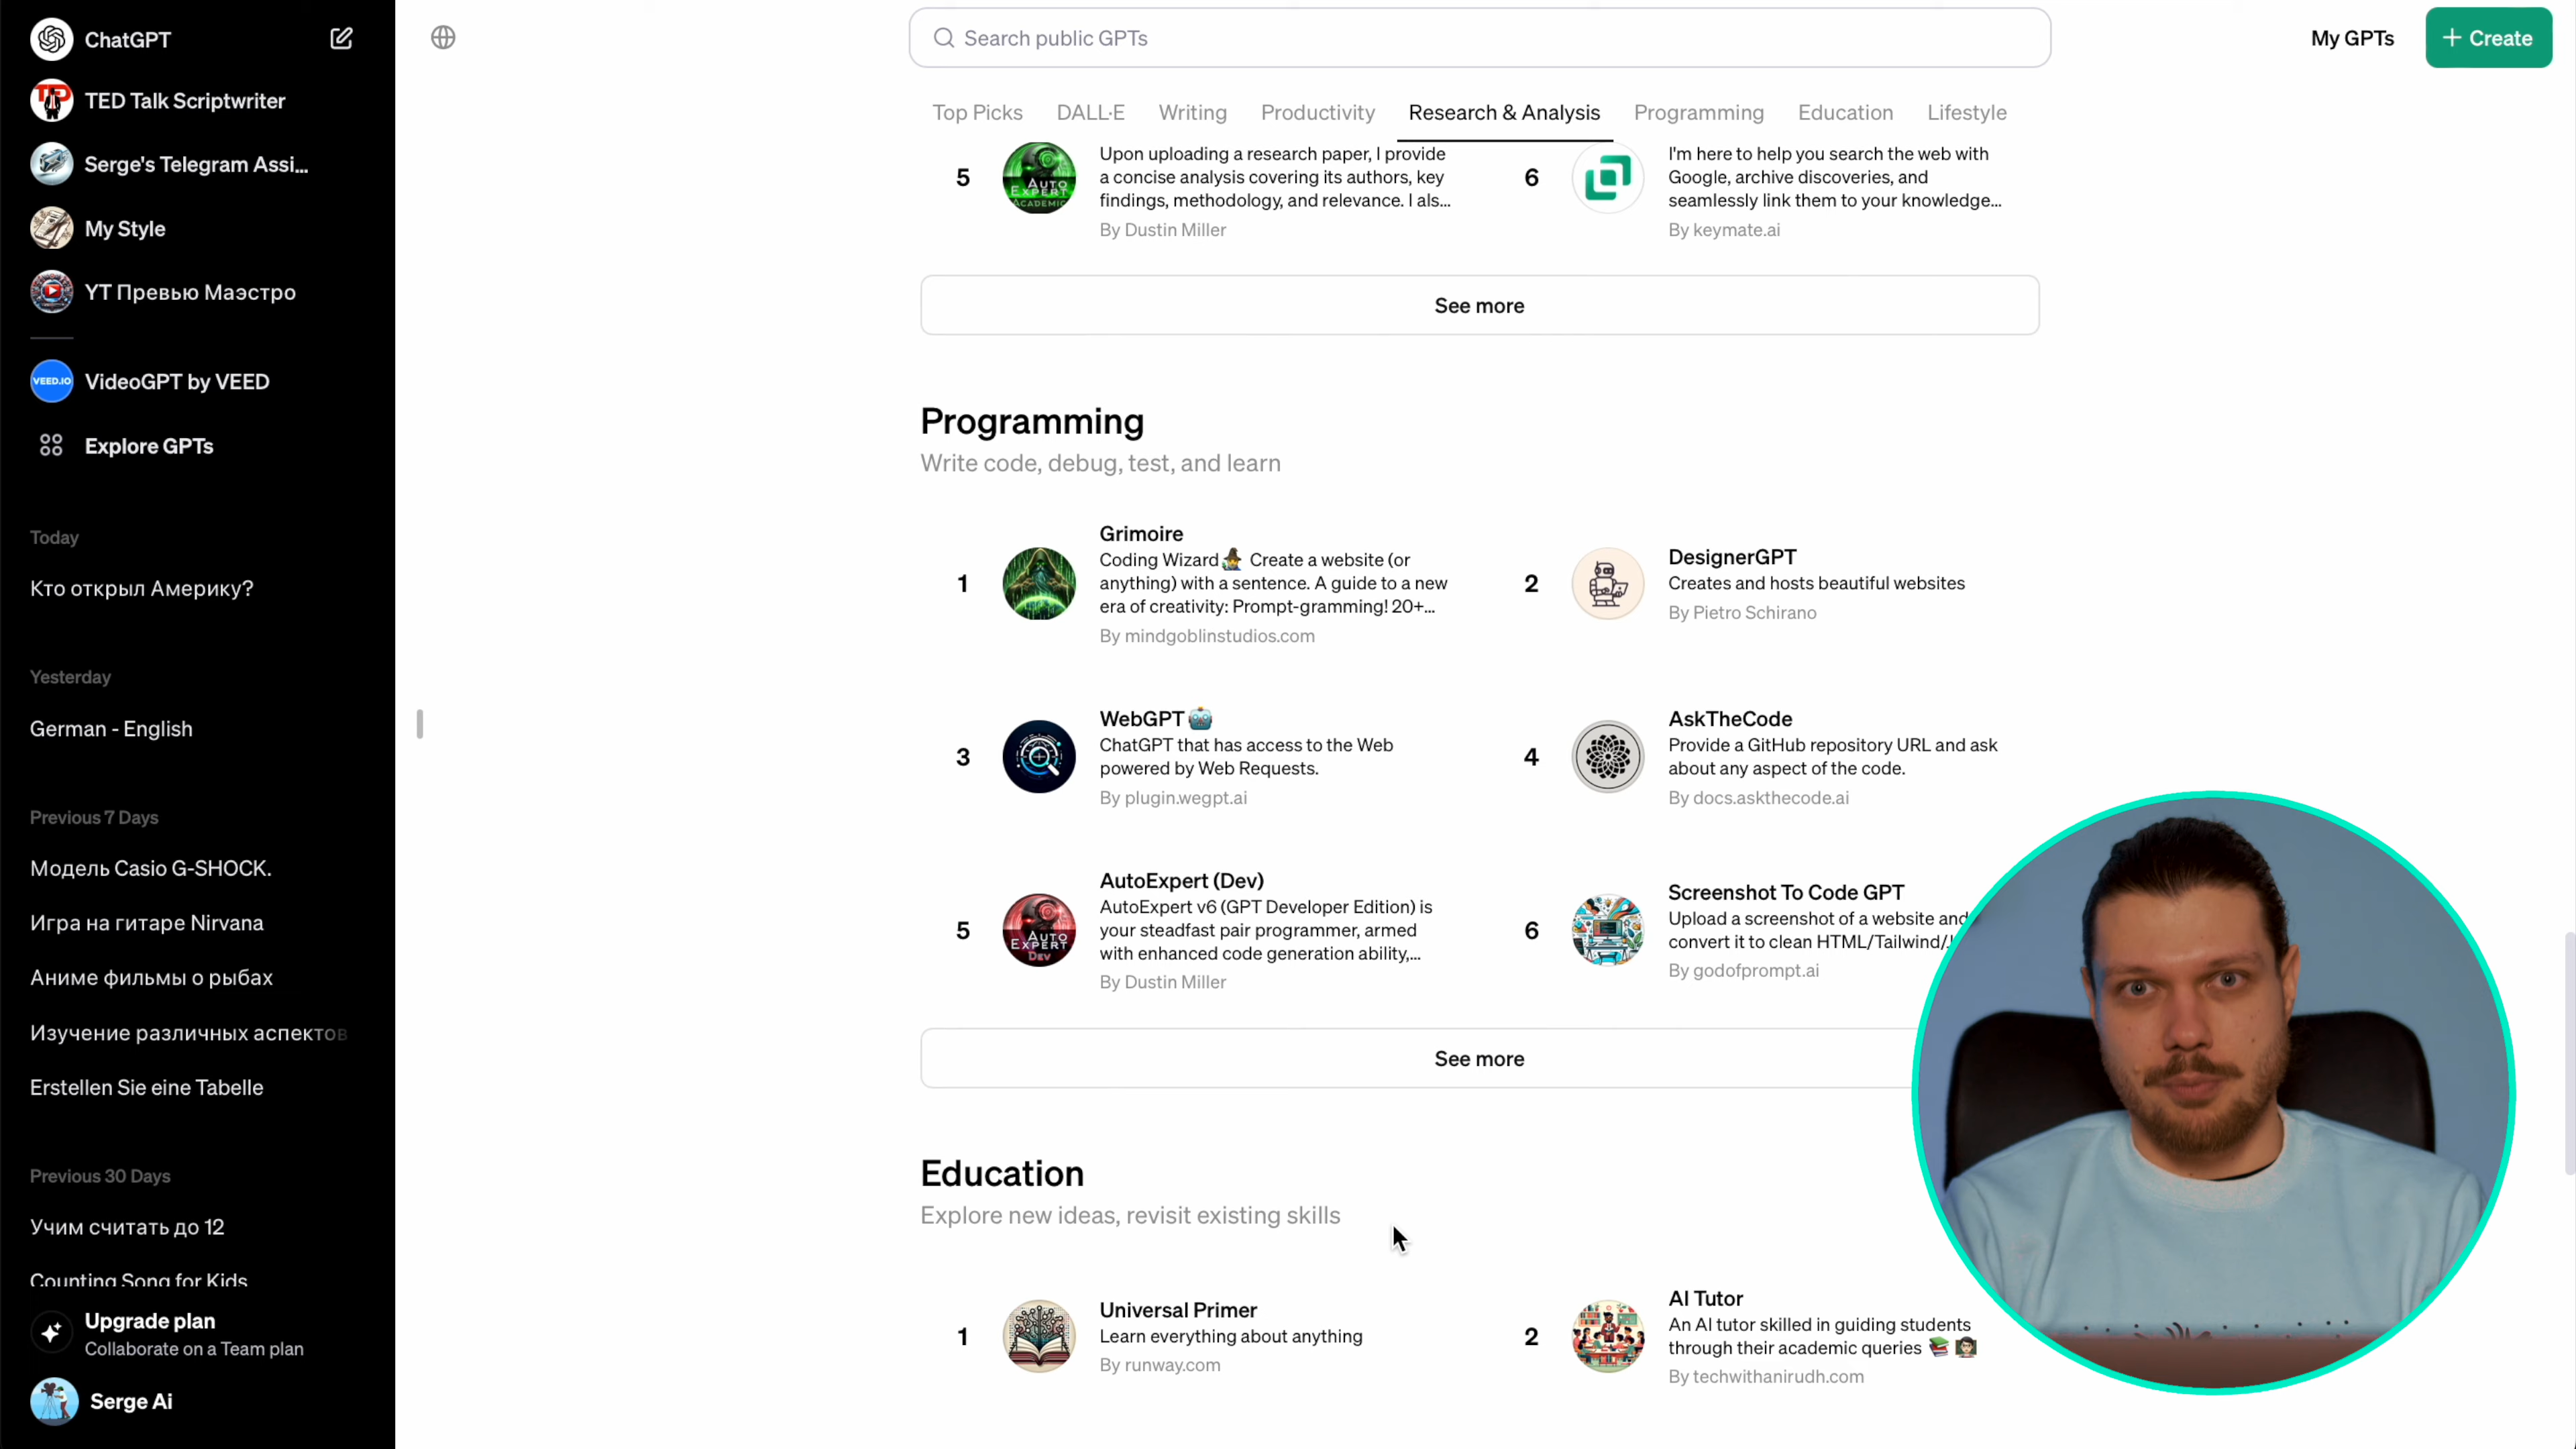 ChatGPT
TED Talk Scriptwriter
Serge's Telegram Assi...
My Style
YT Превью Маэстро
VEED.IO
VideoGPT by VEED
Explore GPTs
Today
Кто открыл Америку?
Yesterday
German - English
Previous 7 Days
Модель Casio G-SHOCK.
Игра на гитаре Nirvana
Аниме фильмы о рыбах
Изучение различных аспектов
Erstellen Sie eine Tabelle
Previous 30 Days
Учим считать до 12
Counting Song for Kids
Upgrade plan
Collaborate on a Team plan
Serge Ai
Search public GPTs
My GPTs
+ Create
Top Picks DALL·E Writing Productivity Research & Analysis Programming Education Lifestyle
5
AUTO
EXPERT
ACADEMIC
Upon uploading a research paper, I provide
a concise analysis covering its authors, key
findings, methodology, and relevance. I als...
By Dustin Miller
6
I'm here to help you search the web with
Google, archive discoveries, and
seamlessly link them to your knowledge...
By keymate.ai
See more
Programming
Write code, debug, test, and learn
1
Grimoire
Coding Wizard🧙‍♂️ Create a website (or
anything) with a sentence. A guide to a new
era of creativity: Prompt-gramming! 20+...
By mindgoblinstudios.com
2
DesignerGPT
Creates and hosts beautiful websites
By Pietro Schirano
3
WebGPT🤖
ChatGPT that has access to the Web
powered by Web Requests.
By plugin.wegpt.ai
4
AskTheCode
Provide a GitHub repository URL and ask
about any aspect of the code.
By docs.askthecode.ai
5
AUTO
EXPERT
DEV
AutoExpert (Dev)
AutoExpert v6 (GPT Developer Edition) is
your steadfast pair programmer, armed
with enhanced code generation ability,...
By Dustin Miller
6
Screenshot To Code GPT
Upload a screenshot of a website and
convert it to clean HTML/Tailwind/
By godofprompt.ai
See more
Education
Explore new ideas, revisit existing skills
1
Universal Primer
Learn everything about anything
By runway.com
2
AI Tutor
An AI tutor skilled in guiding students
through their academic queries 📚 👨🏻‍🎓
By techwithanirudh.com